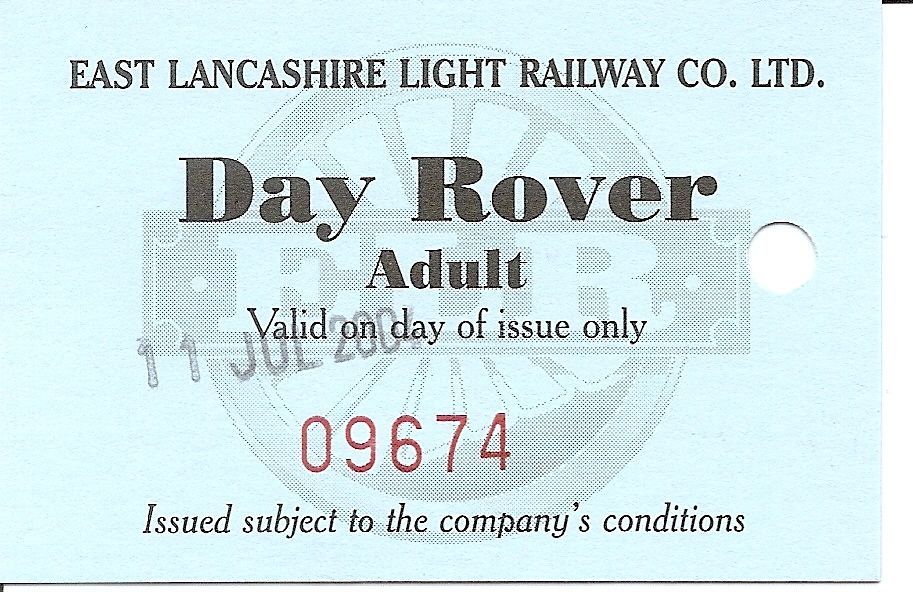 EAST LANCASHIRE LIGHT RAILWAY CO. LTD.
Day Rover
ELR
Adult
Valid on day of issue only
11 JUL
09674
Issued subject to the company's conditions